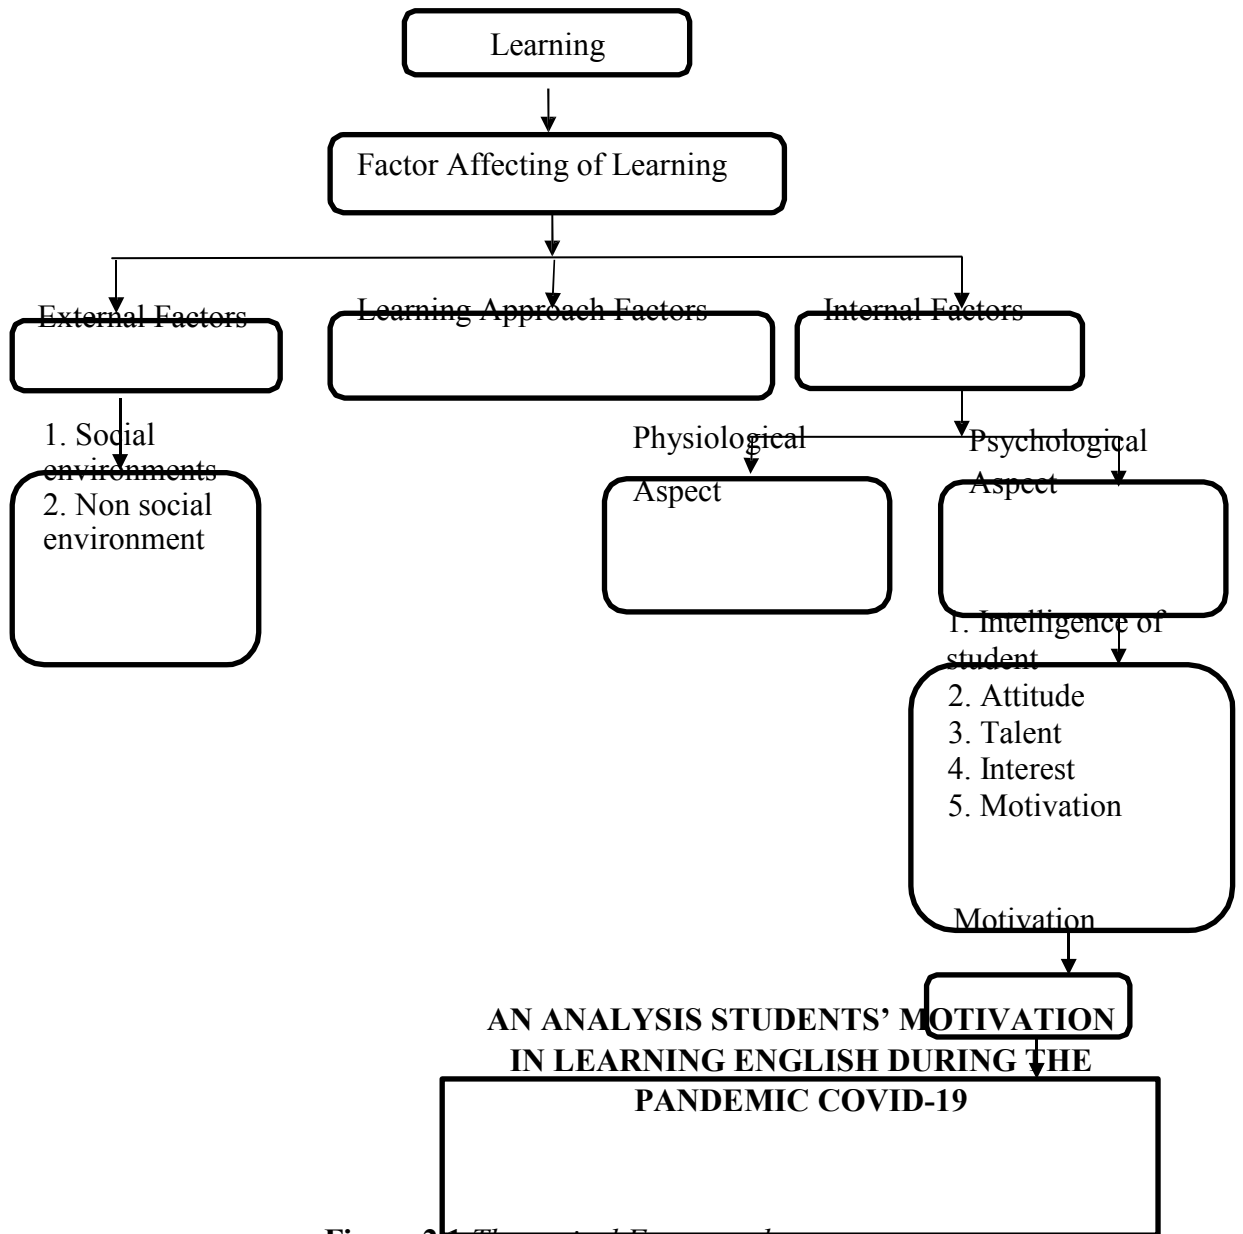 Learning
Factor Affecting of Learning
External Factors
Learning Approach Factors
Internal Factors
1. Social
environments
2. Non social
environment
Physiological
Aspect
Psychological
Aspect
1. Intelligence of
student
2. Attitude
3. Talent
4. Interest
5. Motivation
Motivation
AN ANALYSIS STUDENTS’ MOTIVATION
IN LEARNING ENGLISH DURING THE
PANDEMIC COVID-19